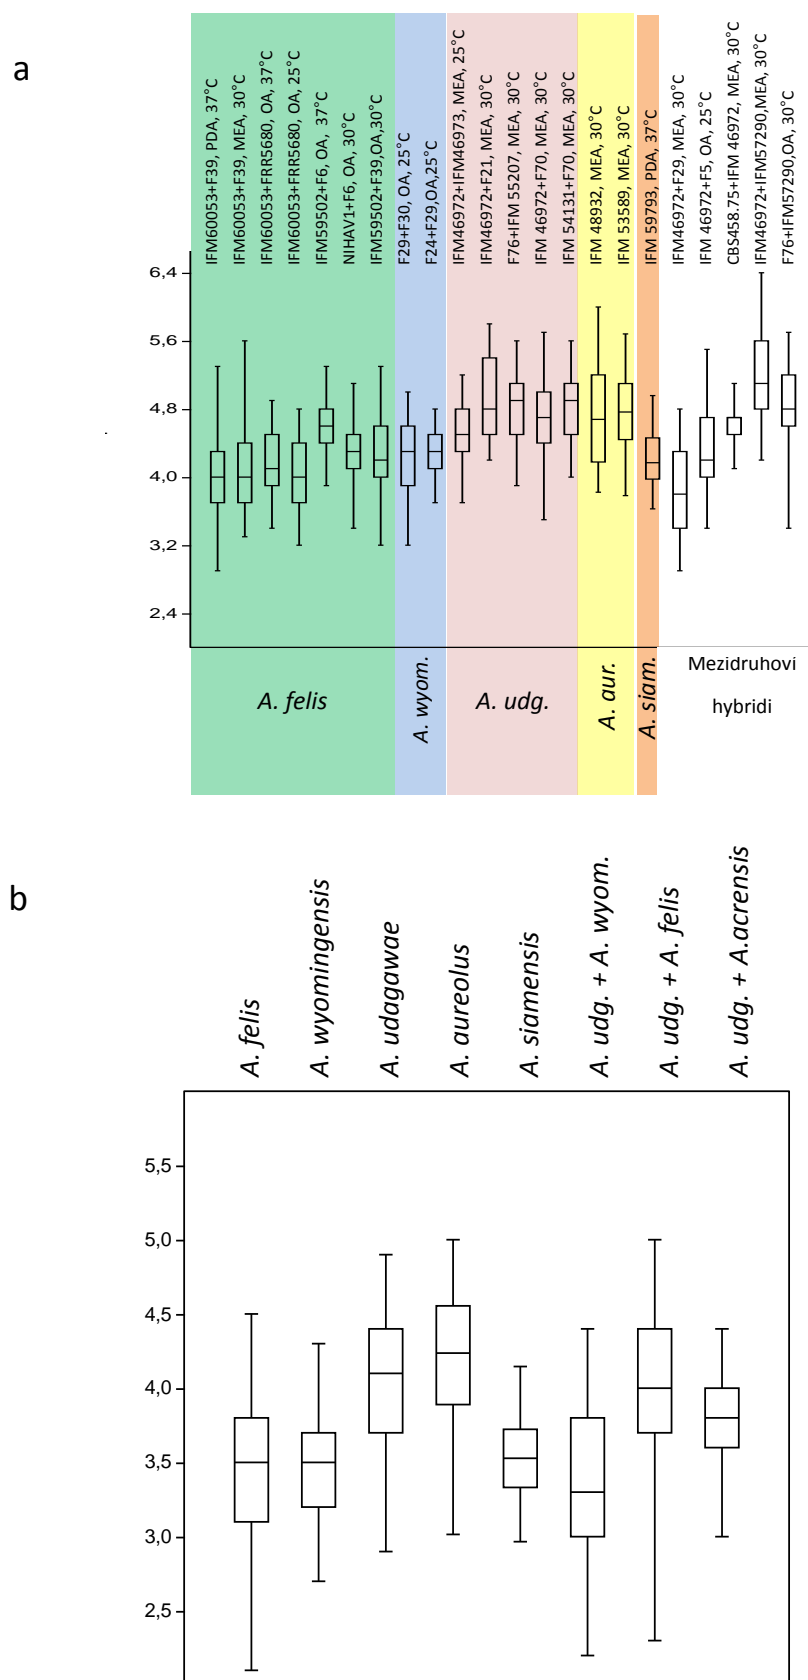 a
IFM60053+F39, PDA, 37°C
IFM60053+F39, MEA, 30°C
IFM60053+FRR5680, OA, 37°C
IFM60053+FRR5680, OA, 25°C
IFM59502+F6, OA, 37°C
NIHAV1+F6, OA, 30°C
IFM59502+F39,OA,30°C
F29+F30, OA, 25°C
F24+F29,OA,25°C
IFM46972+IFM46973, MEA, 25°C
IFM46972+F21, MEA, 30°C
F76+IFM 55207, MEA, 30°C
IFM 46972+F70, MEA, 30°C
IFM 54131+F70, MEA, 30°C
IFM 48932, MEA, 30°C
IFM 53589, MEA, 30°C
IFM 59793, PDA, 37°C
IFM46972+F29, MEA, 30°C
IFM 46972+F5, OA, 25°C
CBS458.75+IFM 46972, MEA, 30°C
IFM46972+IFM57290,MEA, 30°C
F76+IFM57290,OA, 30°C
6,4
5,6
4,8
4,0
3,2
2,4
A. felis
A. wyom.
A. udg.
A. aur.
A. siam.
Mezidruhovi
hybridi
b
A. felis
A. wyomingensis
A. udagawae
A. aureolus
A. siamensis
A. udg. + A. wyom.
A. udg. + A. felis
A. udg. + A.acrensis
5,5
5,0
4,5
4,0
3,5
3,0
2,5